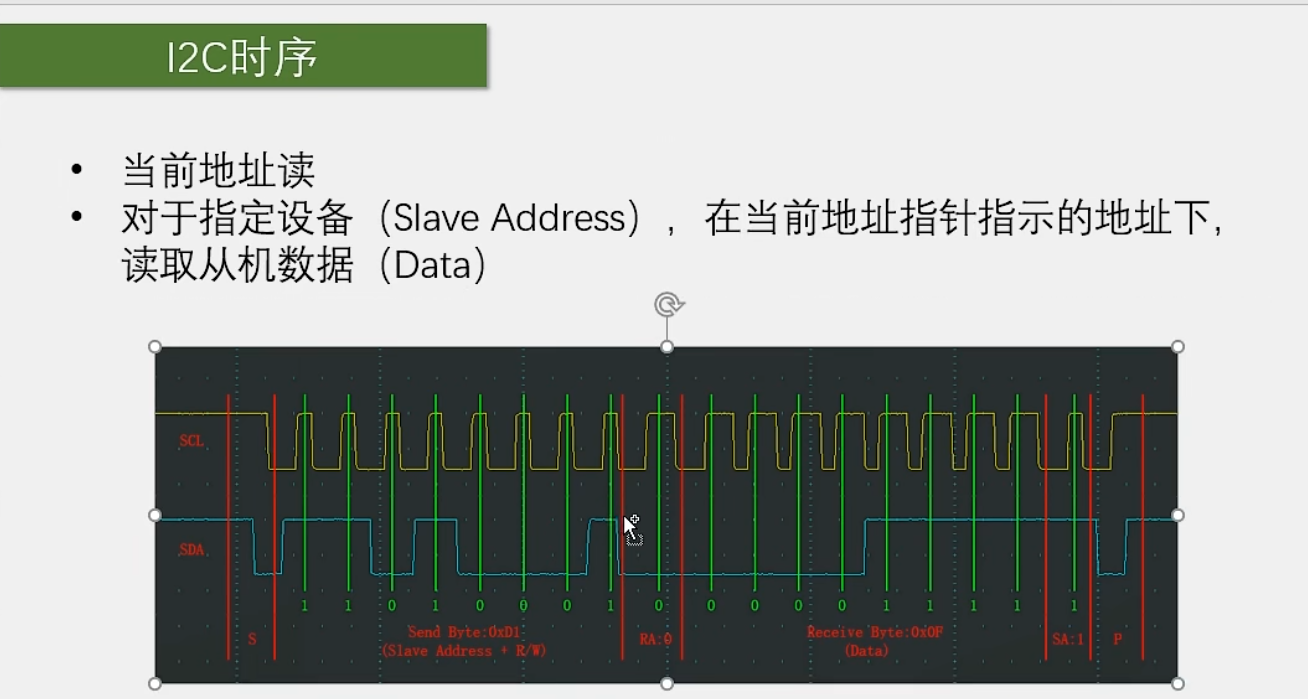 I2C时序
• 当前地址读
• 对于指定设备（Slave Address），在当前地址指针指示的地址下，
读取从机数据（Data）
SCL
SDA
1 1 0 1 0 0 0 1 0 0 0 0 0 1 1 1 1 1
S Send Byte:0xD1 RA:0 Receive Byte:0x0F SA:1 P
(Slave Address + R/W) (Data)